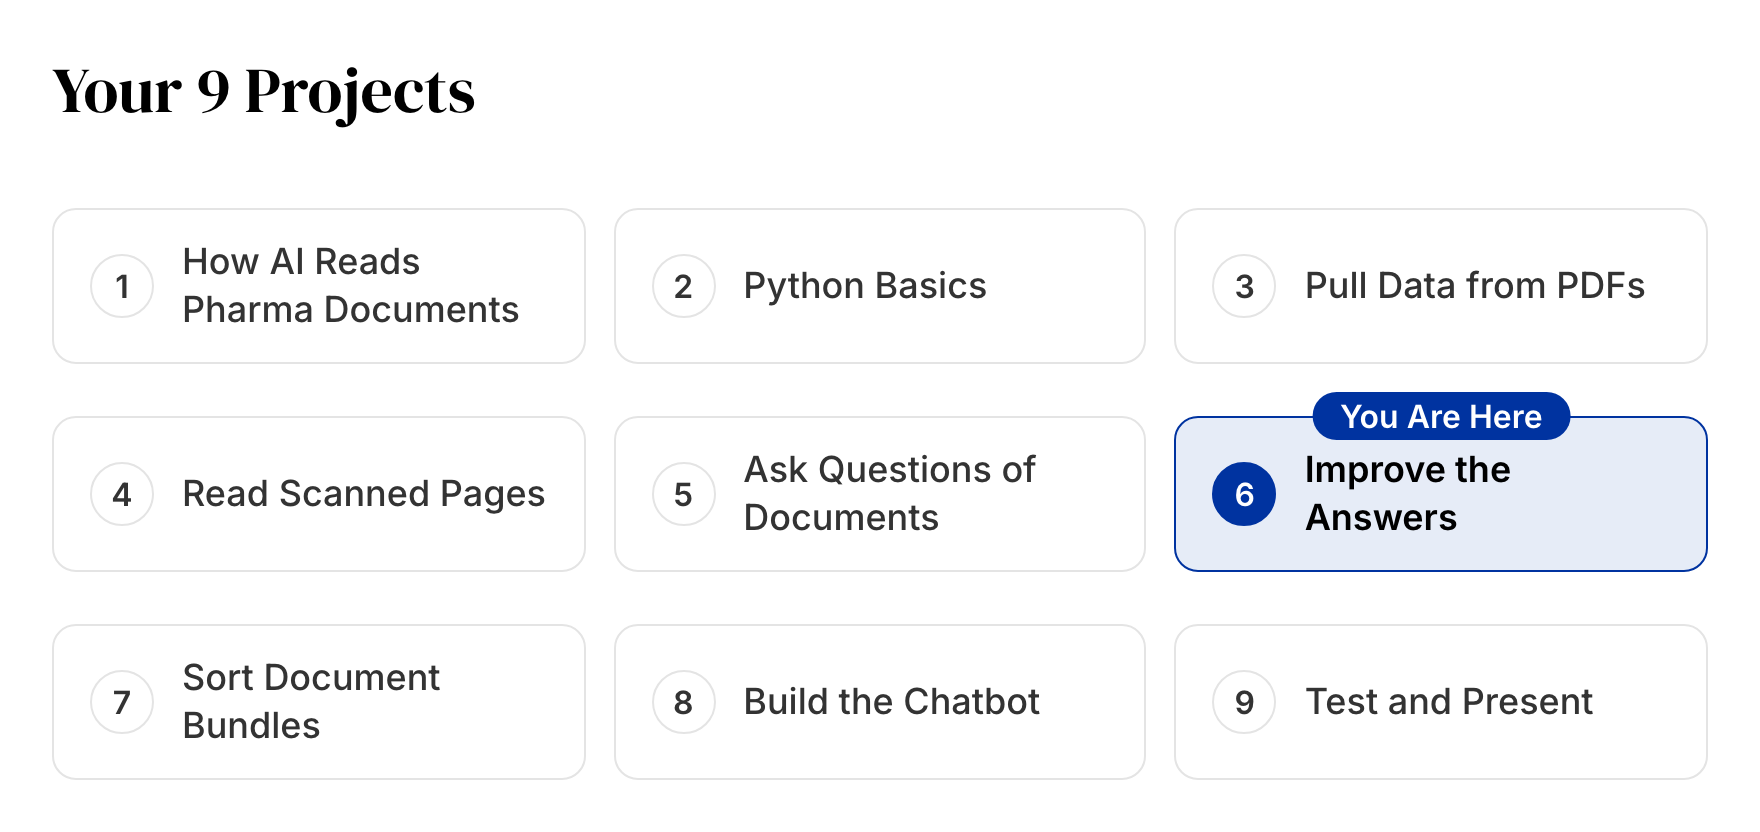 Your 9 Projects
1
How AI Reads
Pharma Documents
2
Python Basics
3
Pull Data from PDFs
4
Read Scanned Pages
5
Ask Questions of
Documents
You Are Here
6
Improve the
Answers
7
Sort Document
Bundles
8
Build the Chatbot
9
Test and Present